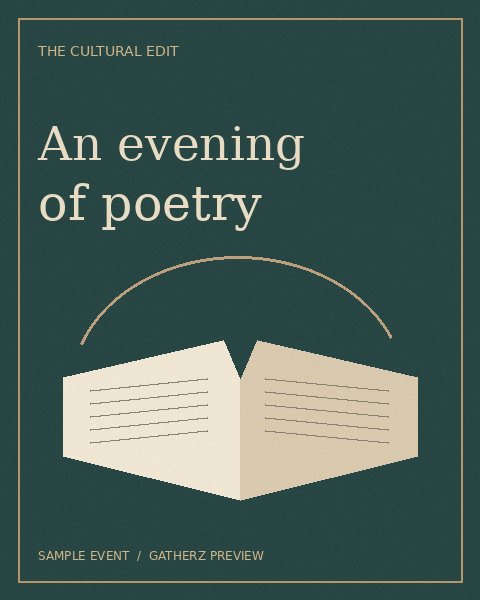 THE CULTURAL EDIT
An evening
of poetry
SAMPLE EVENT / GATHERZ PREVIEW